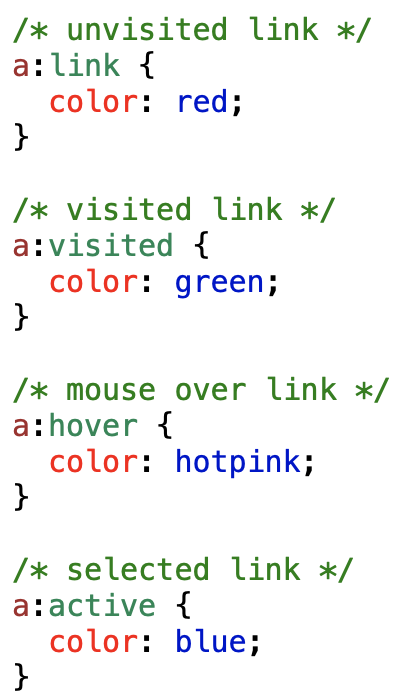 /* unvisited link */
a:link {
  color: red;
}

/* visited link */
a:visited {
  color: green;
}

/* mouse over link */
a:hover {
  color: hotpink;
}

/* selected link */
a:active {
  color: blue;
}